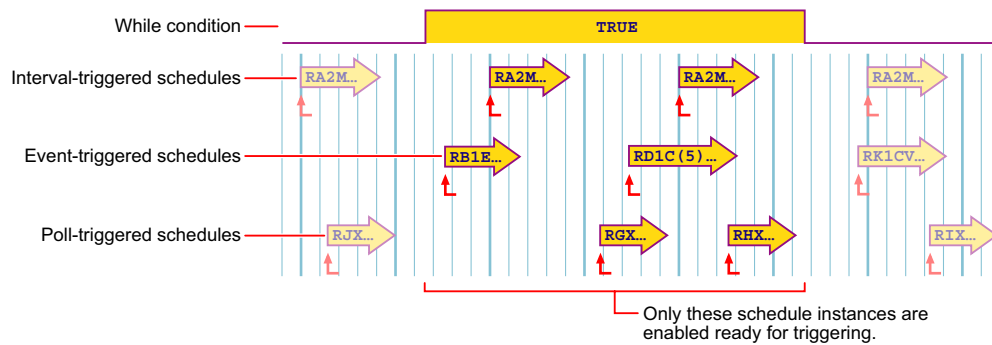 While condition
TRUE
Interval-triggered schedules
RA2M…
RA2M…
RA2M…
RA2M…
Event-triggered schedules
RB1E…
RD1C(5)…
RK1CV…
Poll-triggered schedules
RJX…
RGX…
RHX…
RIX…
Only these schedule instances are
enabled ready for triggering.